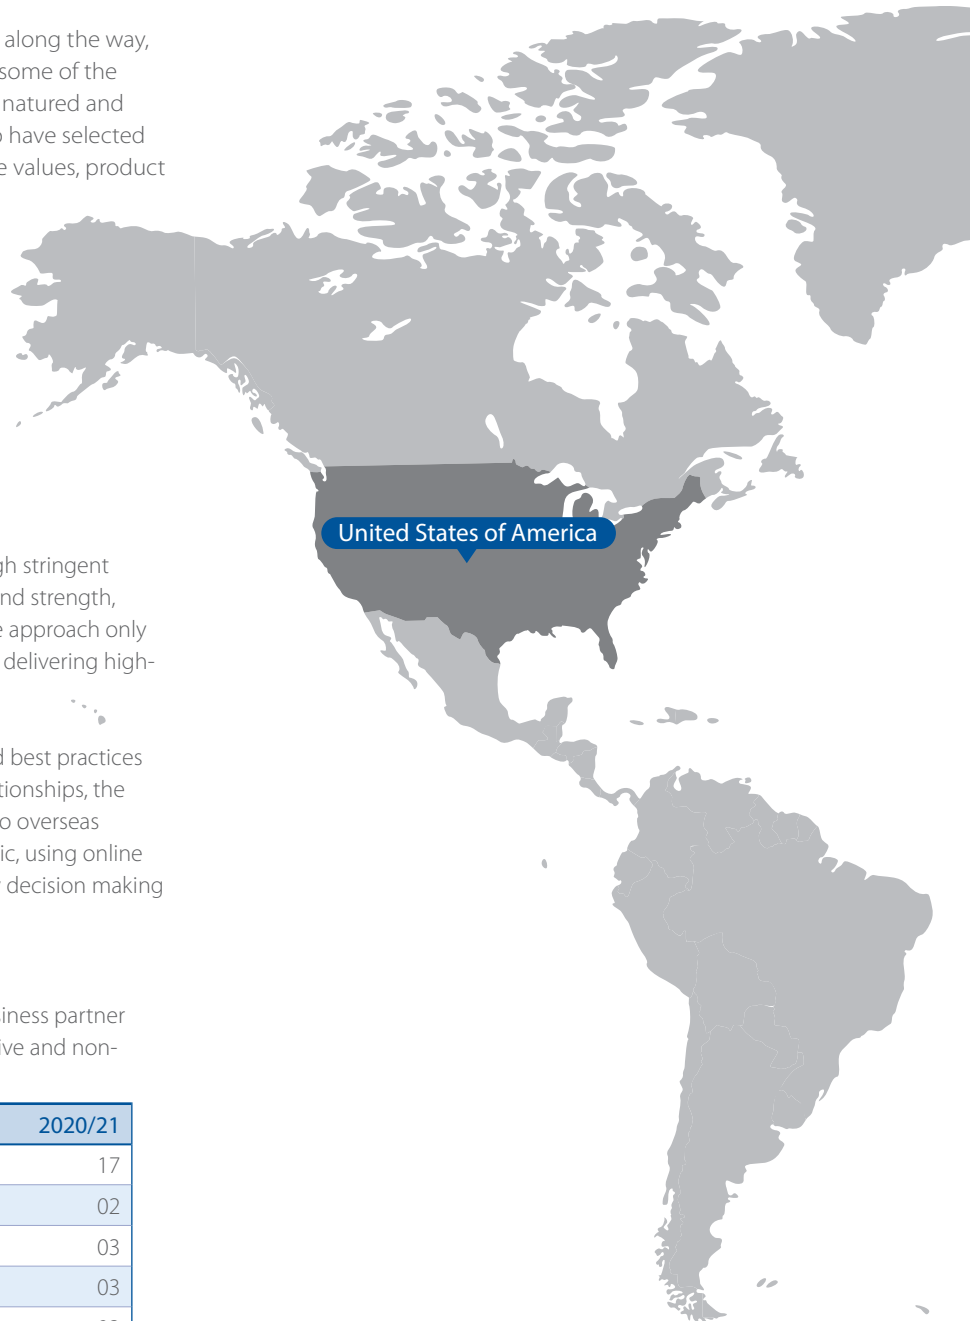 along the way,
some of the
natured and
have selected
values, product
United States of America
stringent
nd strength,
approach only
delivering high-
best practices
tionships, the
o overseas
ic, using online
decision making
siness partner
ive and non-
2020/21
17
02
03
03